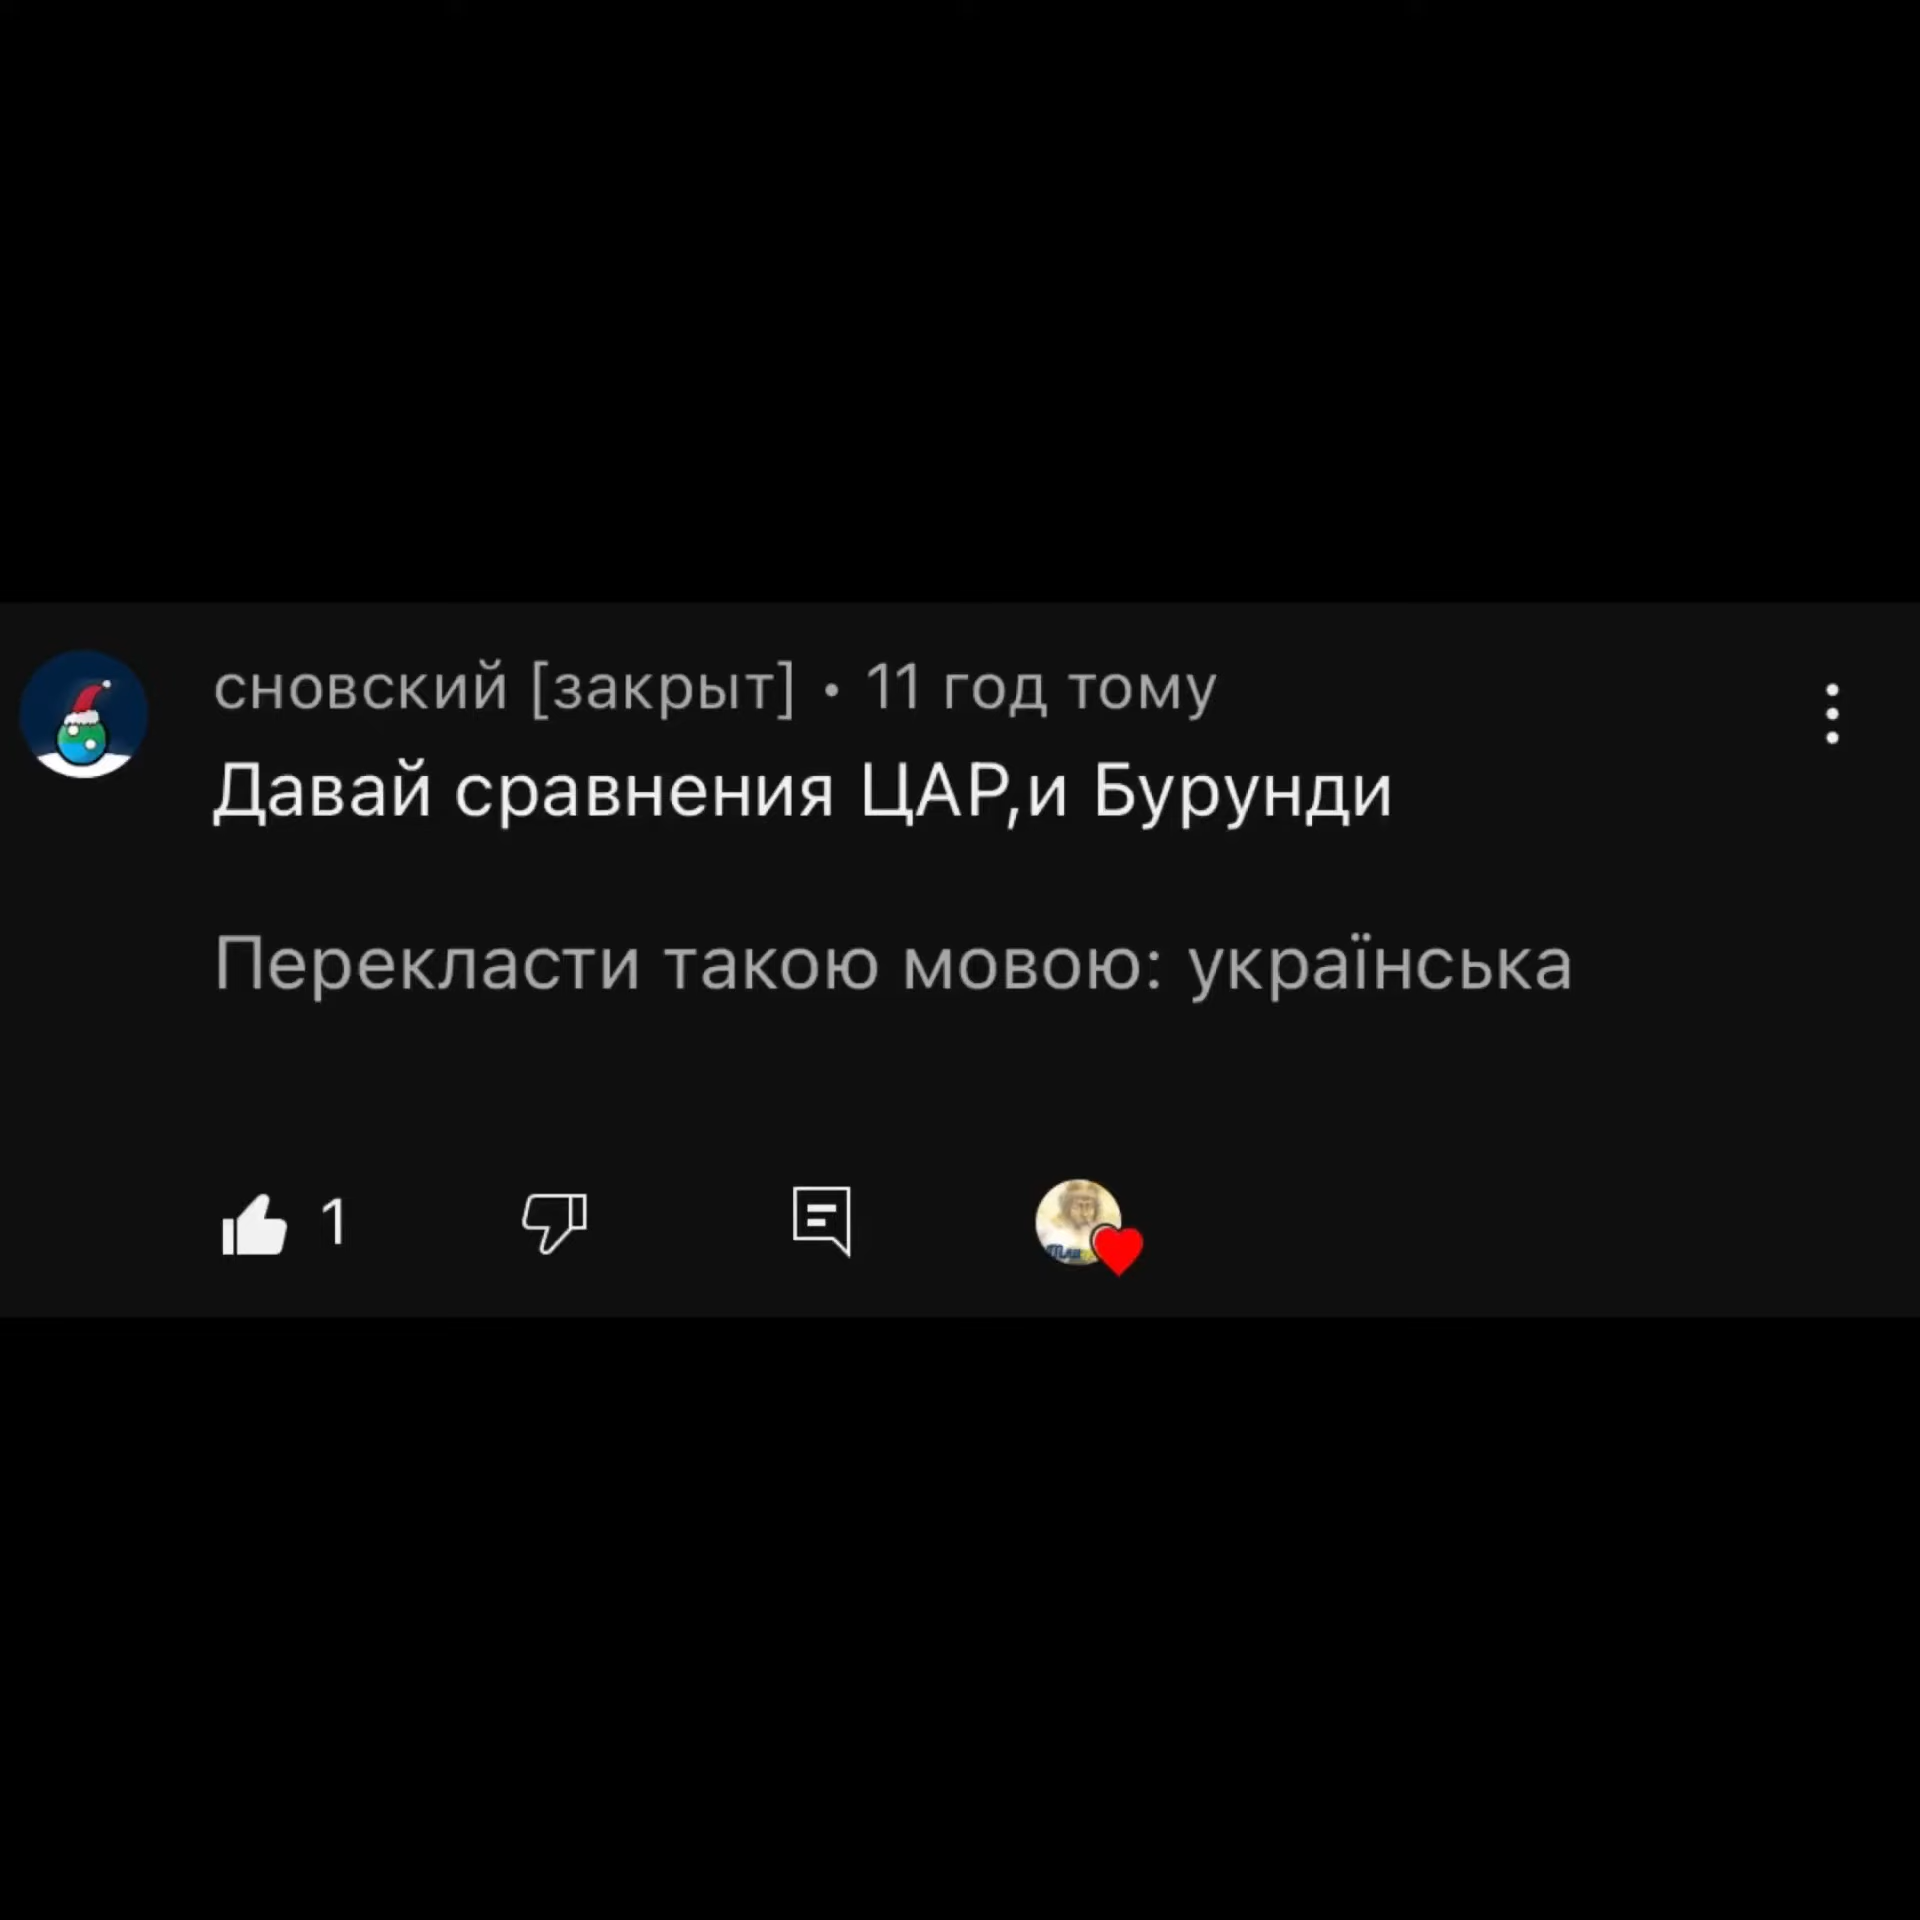 сновский [закрыт] • 11 год тому
Давай сравнения ЦАР,и Бурунди
Перекласти такою мовою: українська
1